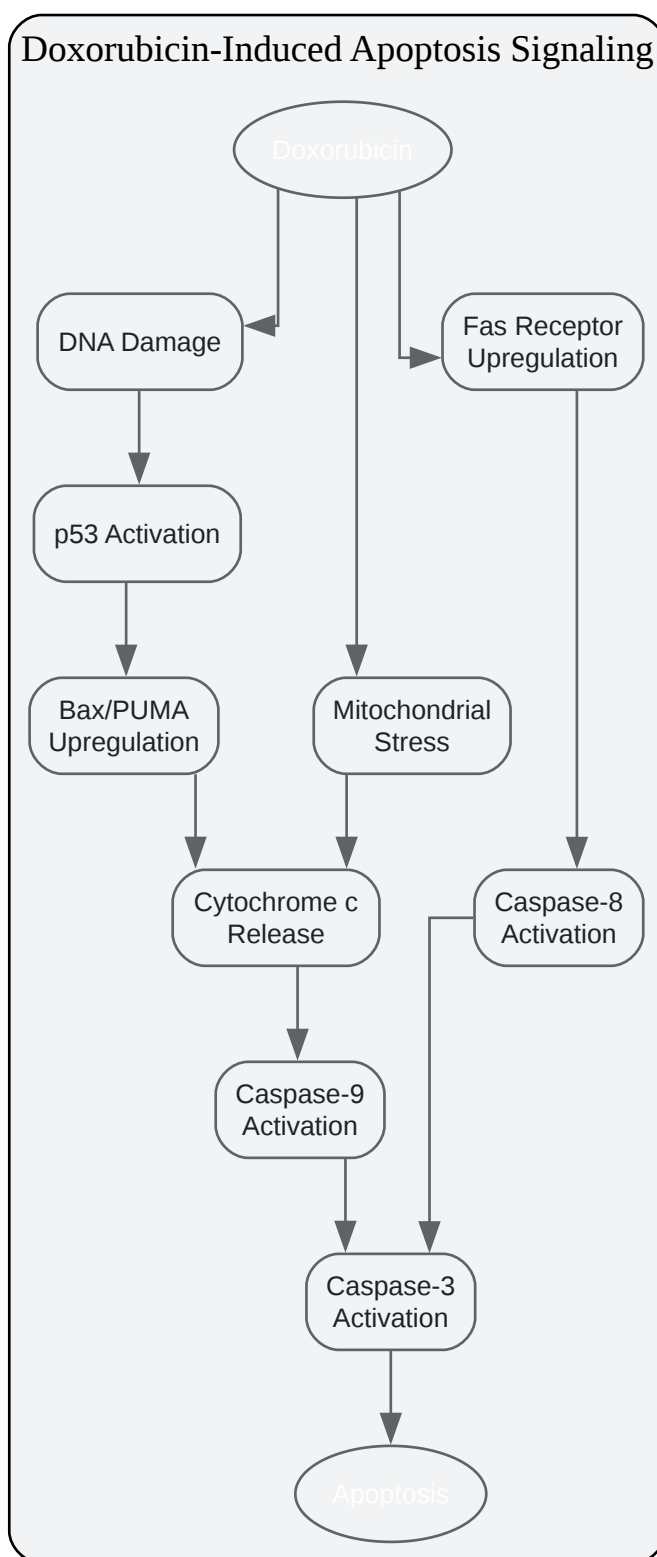 Doxorubicin-Induced Apoptosis Signaling
Doxorubicin
DNA Damage
Fas Receptor
Upregulation
p53 Activation
Bax/PUMA
Upregulation
Mitochondrial
Stress
Cytochrome c
Release
Caspase-8
Activation
Caspase-9
Activation
Caspase-3
Activation
Apoptosis